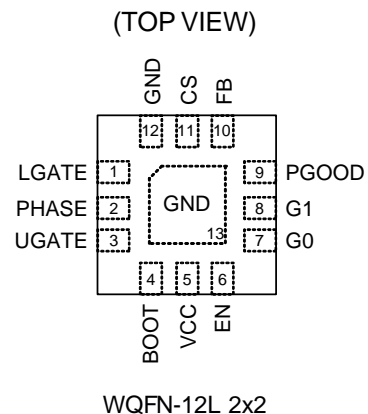 (TOP VIEW)
GND CS FB
12 11 10
LGATE 1 9 PGOOD
PHASE 2 GND 8 G1
UGATE 3 13 7 G0
4 5 6
BOOT VCC EN
WQFN-12L 2x2